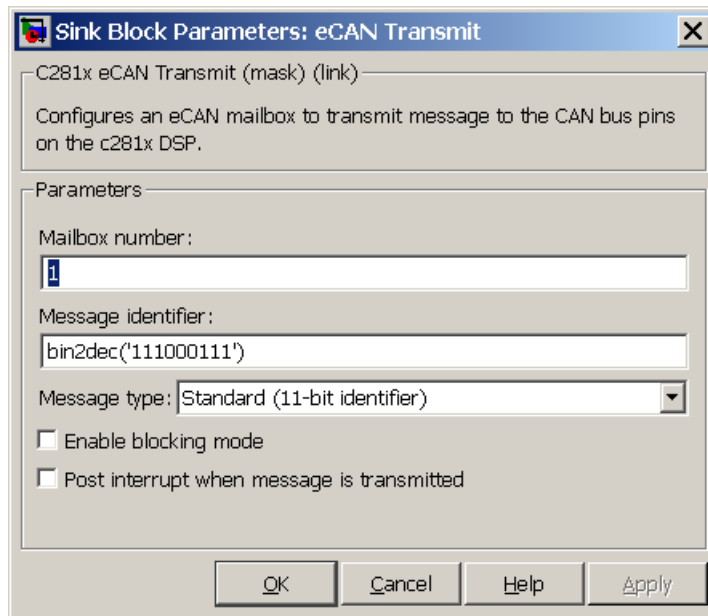 Sink Block Parameters: eCAN Transmit
C281x eCAN Transmit (mask) (link)
Configures an eCAN mailbox to transmit message to the CAN bus pins
on the c281x DSP.
Parameters
Mailbox number:
1
Message identifier:
bin2dec('111000111')
Message type: Standard (11-bit identifier)
Enable blocking mode
Post interrupt when message is transmitted
OK Cancel Help Apply